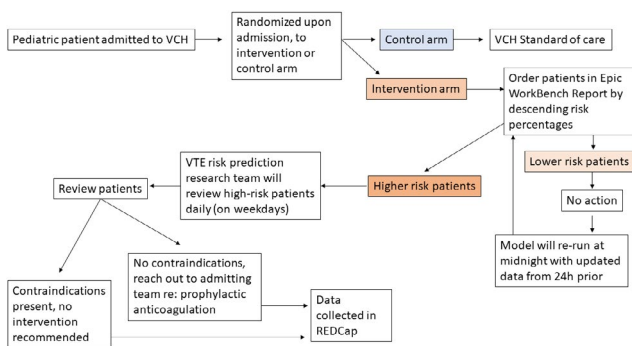 Pediatric patient admitted to VCH
Randomized upon
admission, to
intervention or
control arm
Control arm
VCH Standard of care
Intervention arm
Order patients in Epic
WorkBench Report by
descending risk
percentages
Lower risk patients
No action
Model will re-run at
midnight with updated
data from 24h prior
Higher risk patients
VTE risk prediction
research team will
review high-risk patients
daily (on weekdays)
Review patients
No contraindications,
reach out to admitting
team re: prophylactic
anticoagulation
Contraindications
present, no
intervention
recommended
Data
collected in
REDCap